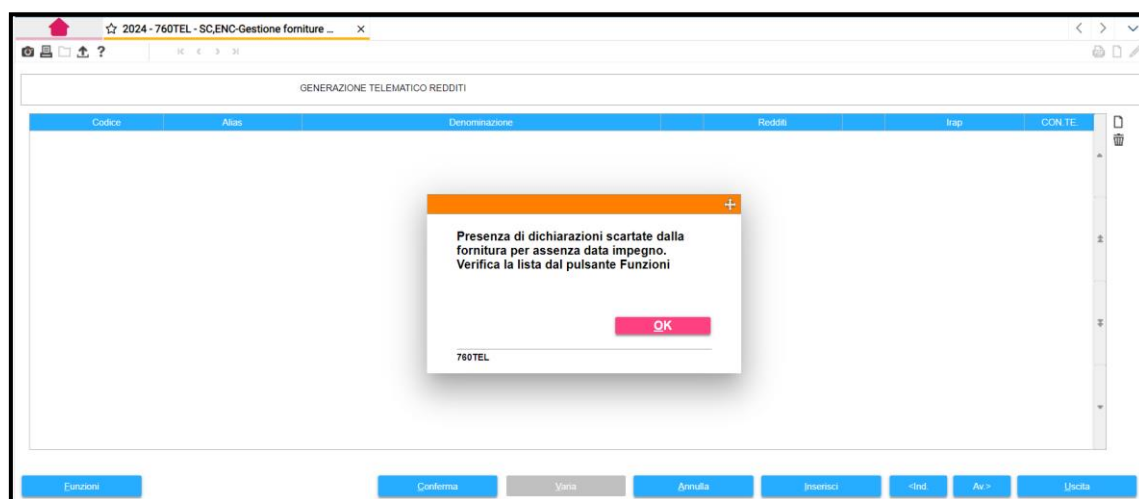 2024 - 760TEL - SC,ENC-Gestione forniture ...
GENERAZIONE TELEMATICO REDDITI
Codice Alias Denominazione Redditi Irap CON.TE.
Presenza di dichiarazioni scartate dalla
fornitura per assenza data impegno.
Verifica la lista dal pulsante Funzioni
OK
760TEL
Funzioni Conferma Varia Annulla Inserisci <Ind. Av.> Uscita